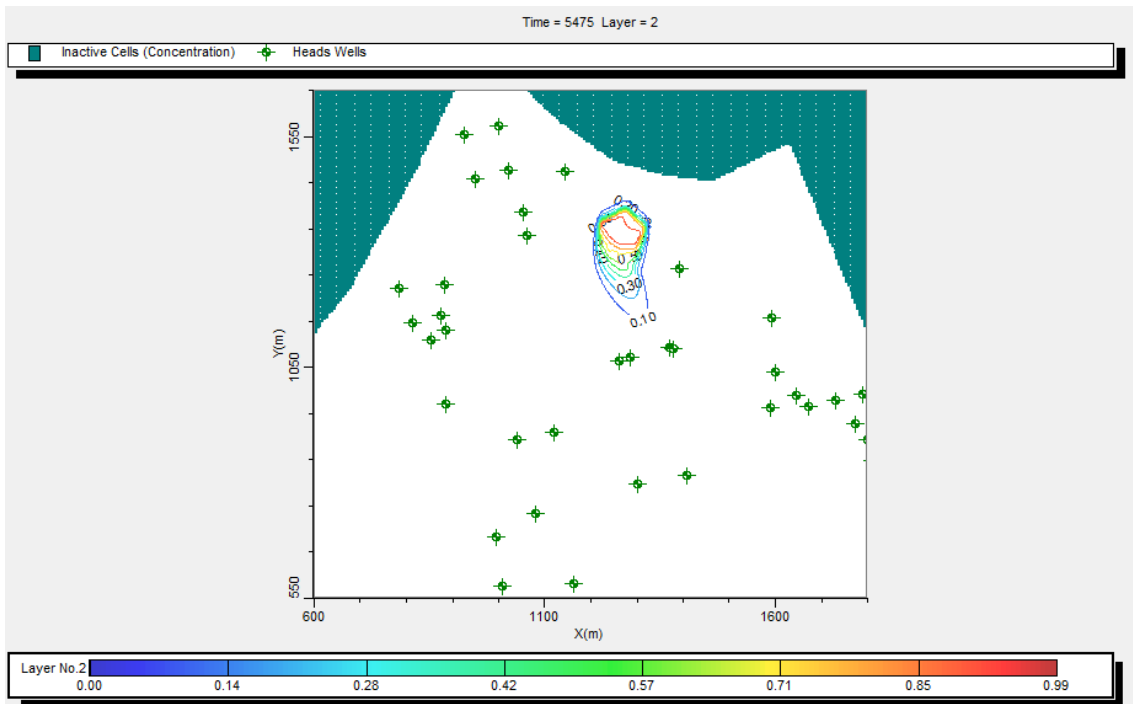 Time = 5475 Layer = 2
Inactive Cells (Concentration) Heads Wells
1550
1050
550
Y(m)
0.30
0.10
600 1100 1600
X(m)
Layer No.2
0.00 0.14 0.28 0.42 0.57 0.71 0.85 0.99